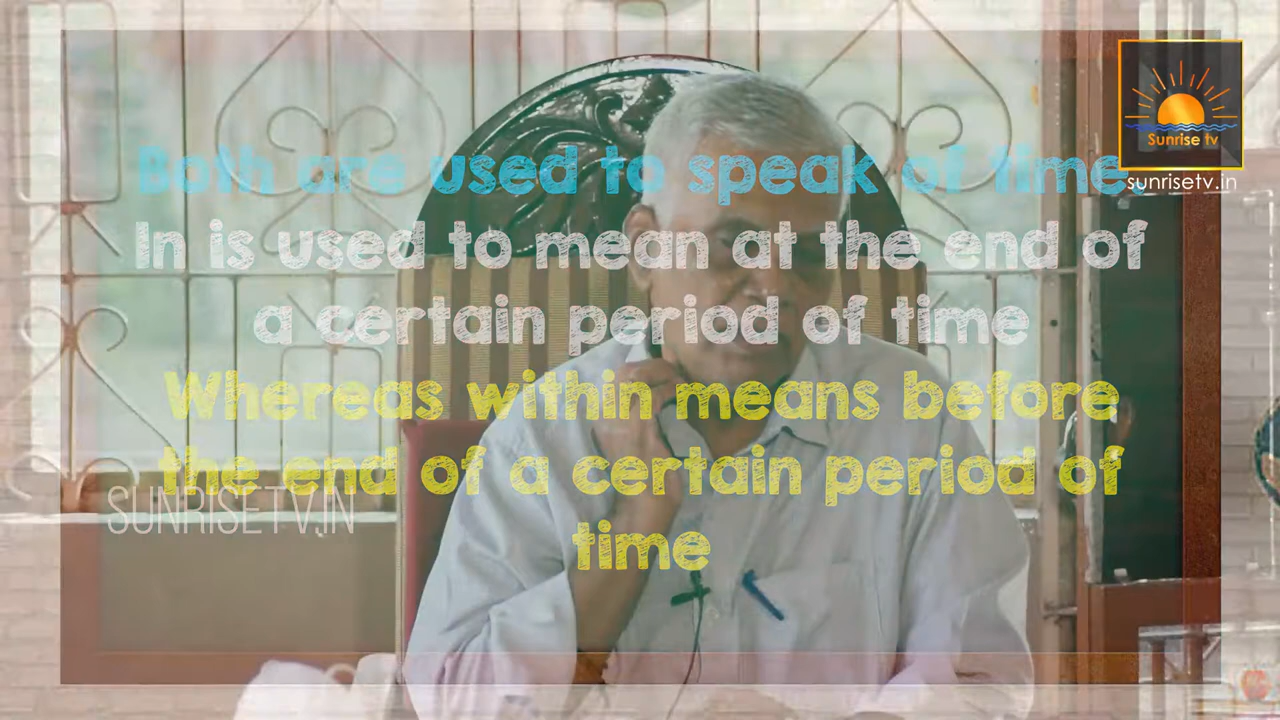 Sunrise tv
sunrisetv.in
Both are used to speak of time.
In is used to mean at the end of
a certain period of time
Whereas within means before
the end of a certain period of
time
SUNRISETV.IN